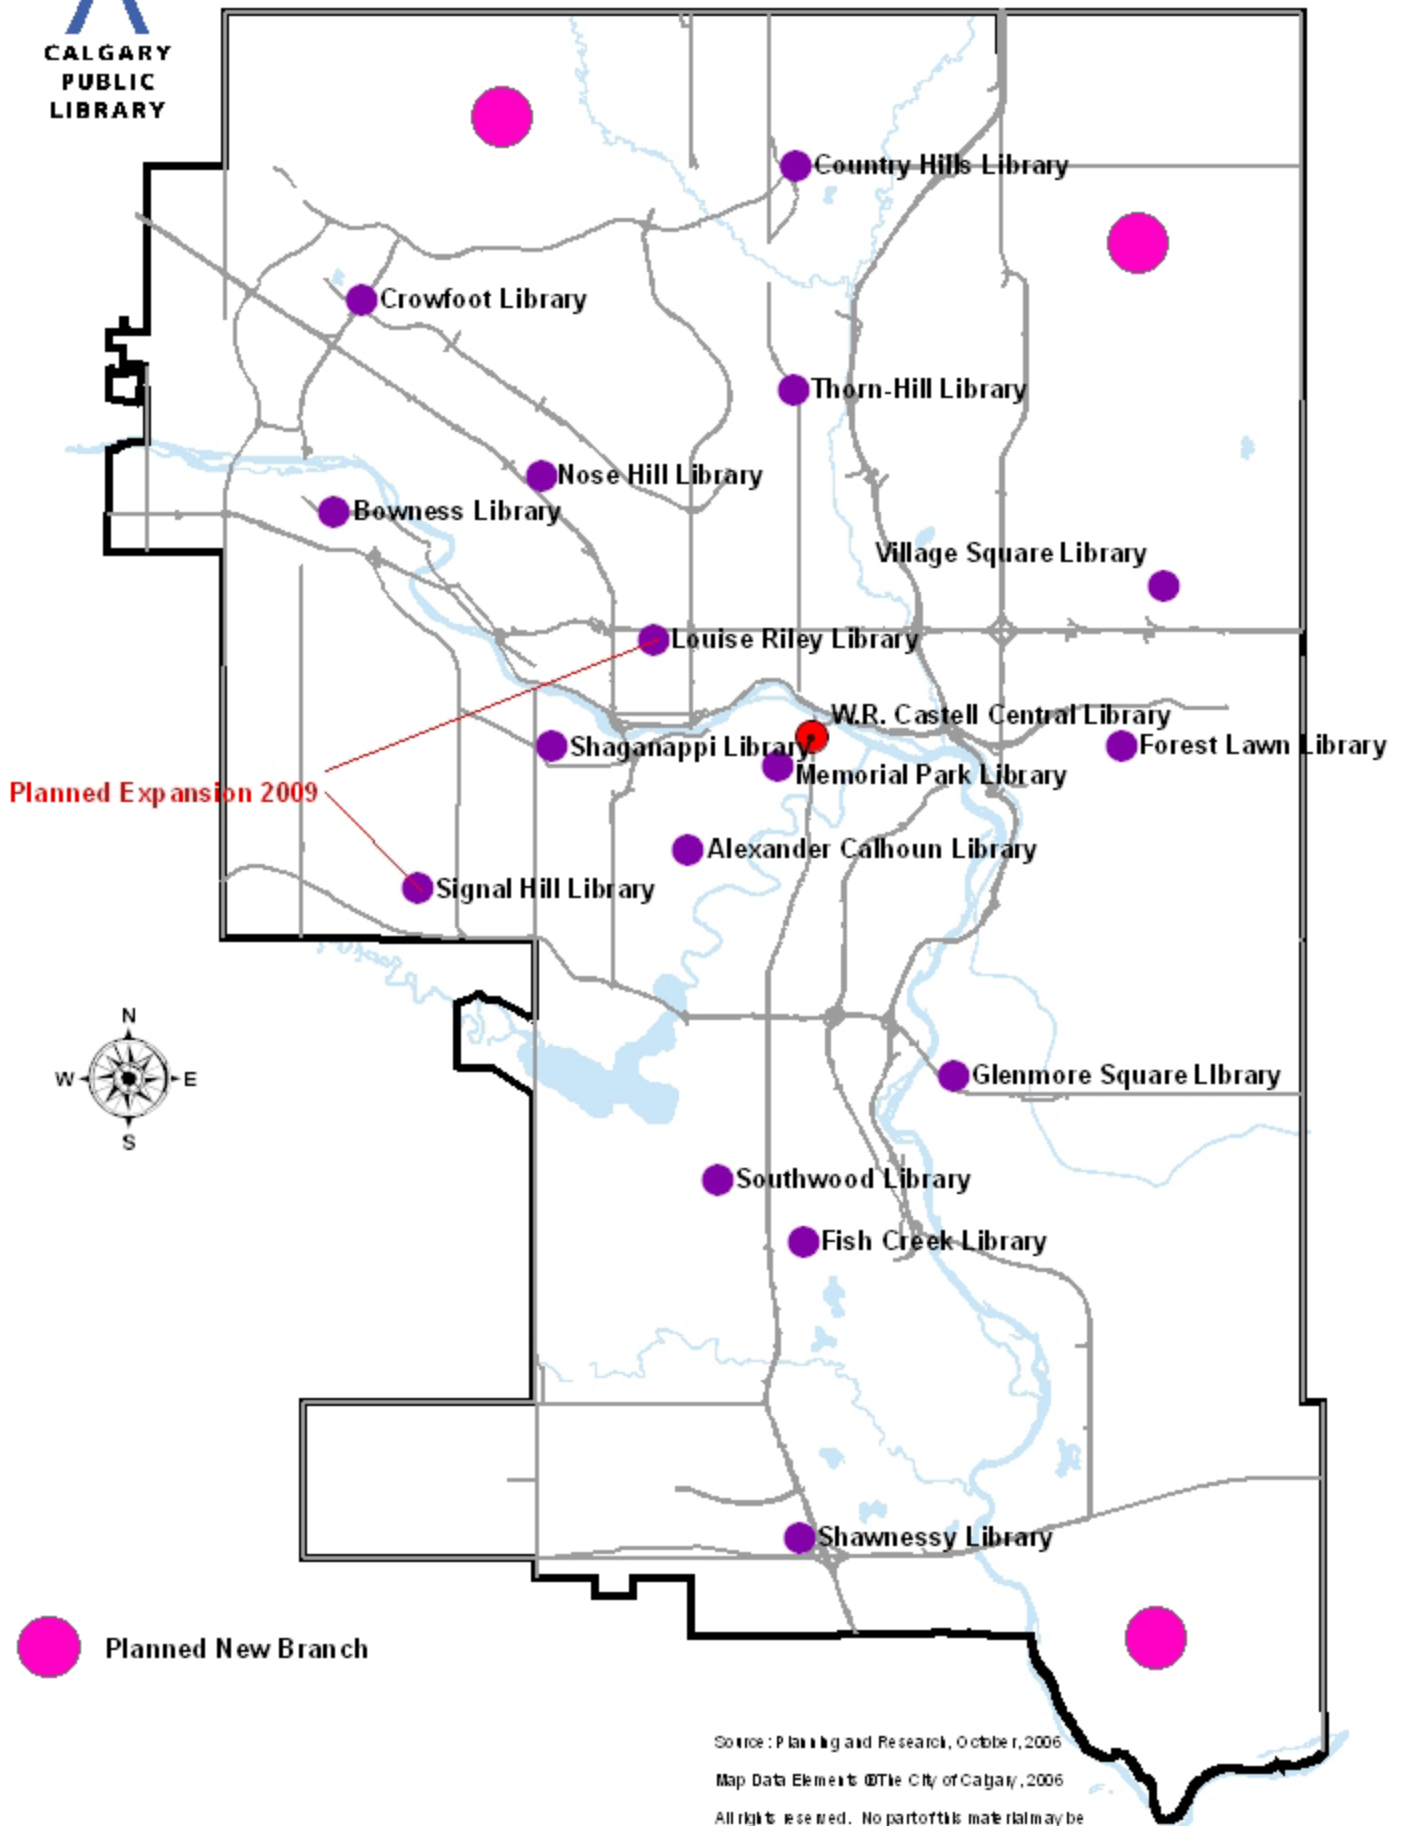 CALGARY
PUBLIC
LIBRARY
Country Hills Library
Crowfoot Library
Thorn-Hill Library
Nose Hill Library
Bowness Library
Village Square Library
Louise Riley Library
W.R. Castell Central Library
Shaganappi Library
Forest Lawn Library
Memorial Park Library
Planned Expansion 2009
Alexander Calhoun Library
Signal Hill Library
N
W
E
S
Glenmore Square LIbrary
Southwood Library
Fish Creek Library
Shawnessy Library
Planned New Branch
Source: Planning and Research, October, 2006
Map Data Elements ©The City of Calgary, 2006
All rights reserved. No part of this material may be